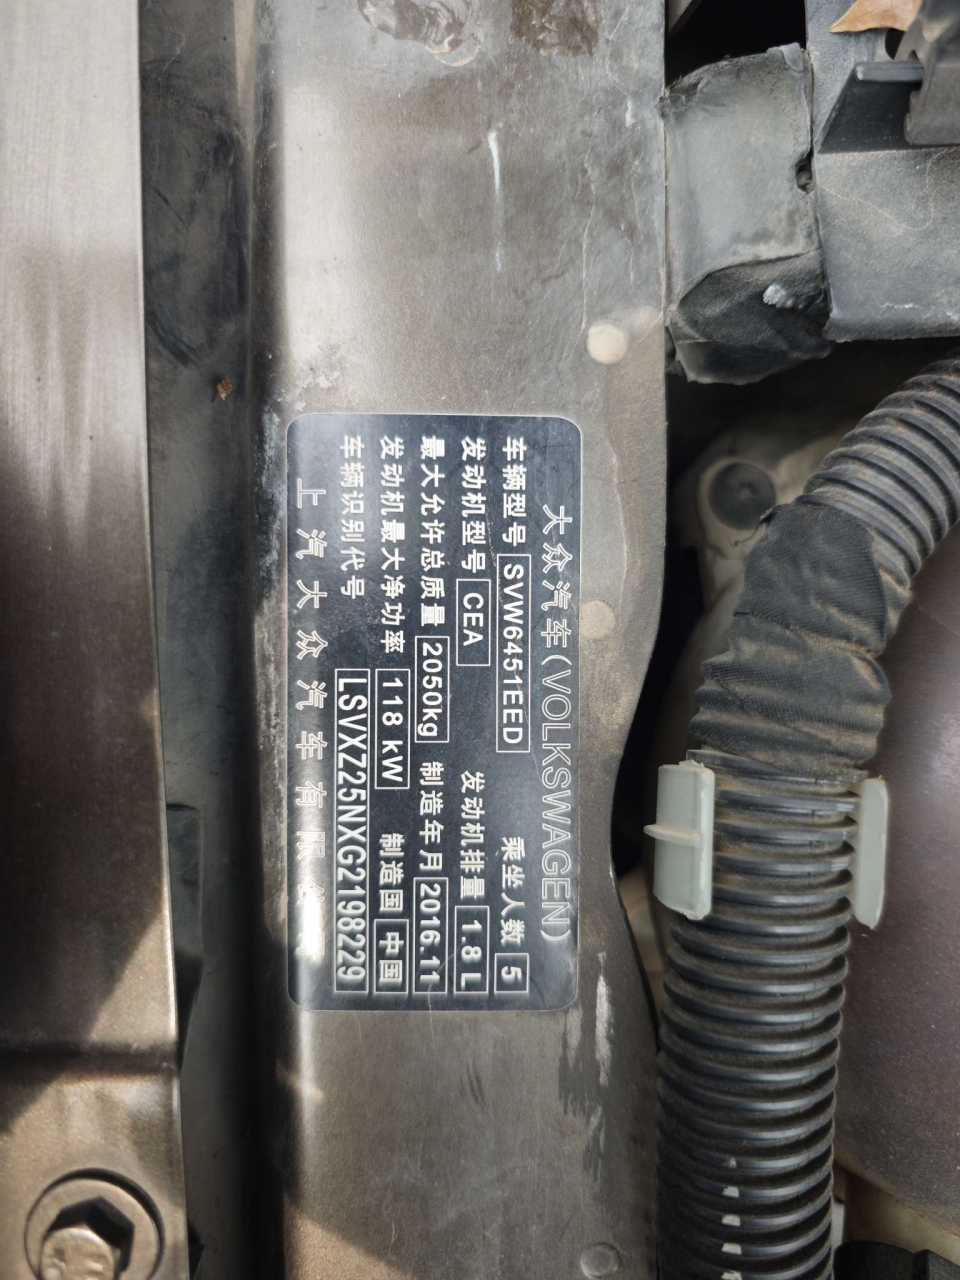 大众汽车(VOLKSWAGEN)
车辆型号 SVW6451EED 乘坐人数 5
发动机型号 CEA 发动机排量 1.8 L
最大允许总质量 2050kg 制造年月 2016.11
发动机最大净功率 118 kW 制造国 中国
车辆识别代号 LSVXZ25NXG2198229
上汽大众汽车有限公司